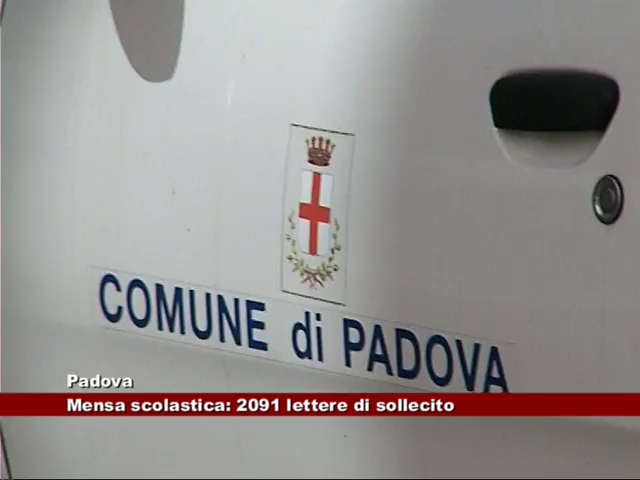 COMUNE di PADOVA
Padova
Mensa scolastica: 2091 lettere di sollecito